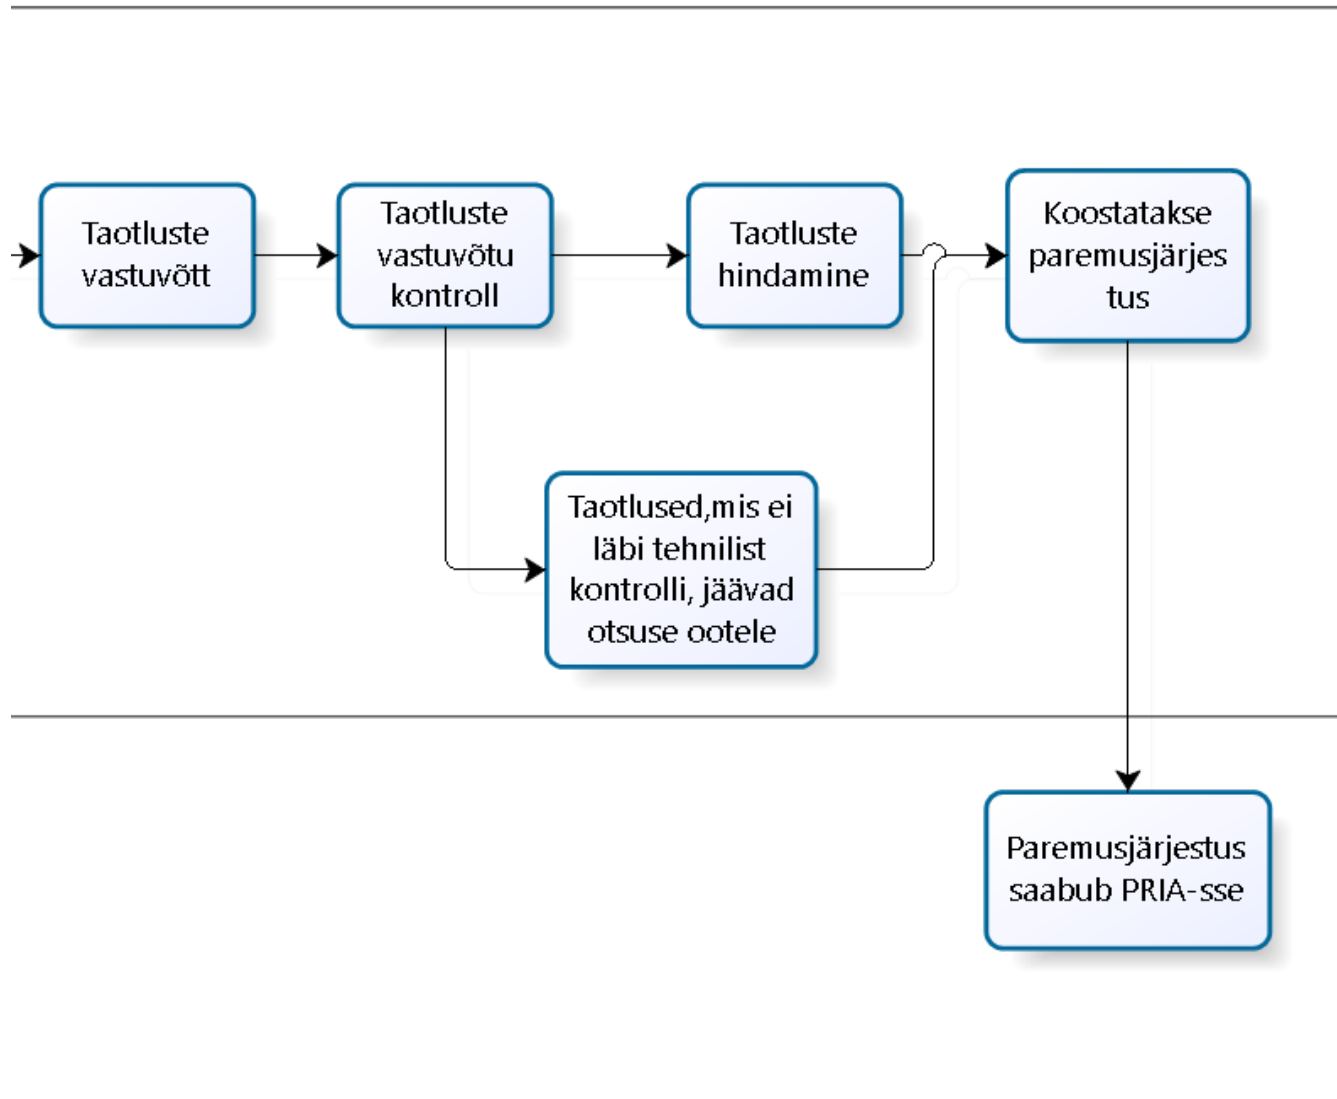 Taotluste
vastuvõtt
Taotluste
vastuvõtu
kontroll
Taotluste
hindamine
Koostatakse
paremusjärjes
tus
Taotlused,mis ei
läbi tehnilist
kontrolli, jäävad
otsuse ootele
Paremusjärjestus
saabub PRIA-sse